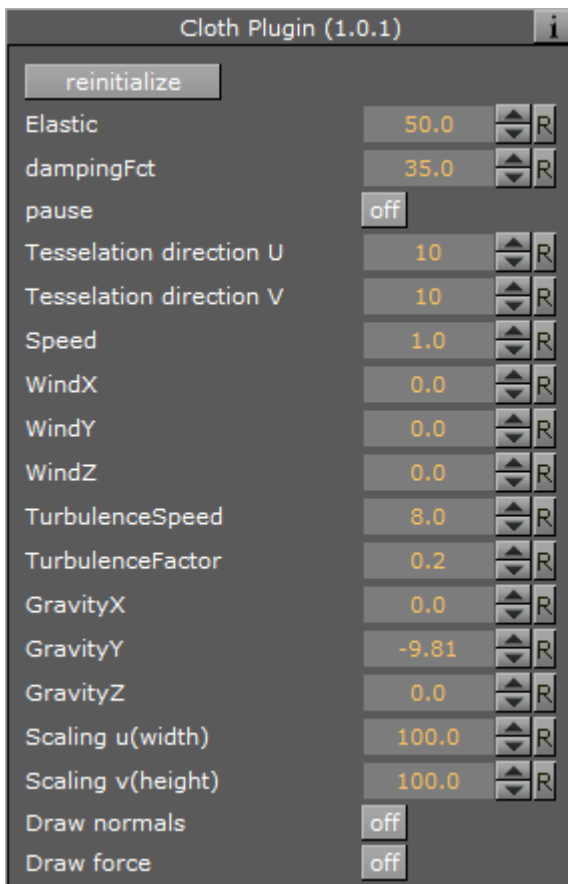 Cloth Plugin (1.0.1) i
reinitialize
Elastic 50.0 R
dampingFct 35.0 R
pause off
Tesselation direction U 10 R
Tesselation direction V 10 R
Speed 1.0 R
WindX 0.0 R
WindY 0.0 R
WindZ 0.0 R
TurbulenceSpeed 8.0 R
TurbulenceFactor 0.2 R
GravityX 0.0 R
GravityY -9.81 R
GravityZ 0.0 R
Scaling u(width) 100.0 R
Scaling v(height) 100.0 R
Draw normals off
Draw force off